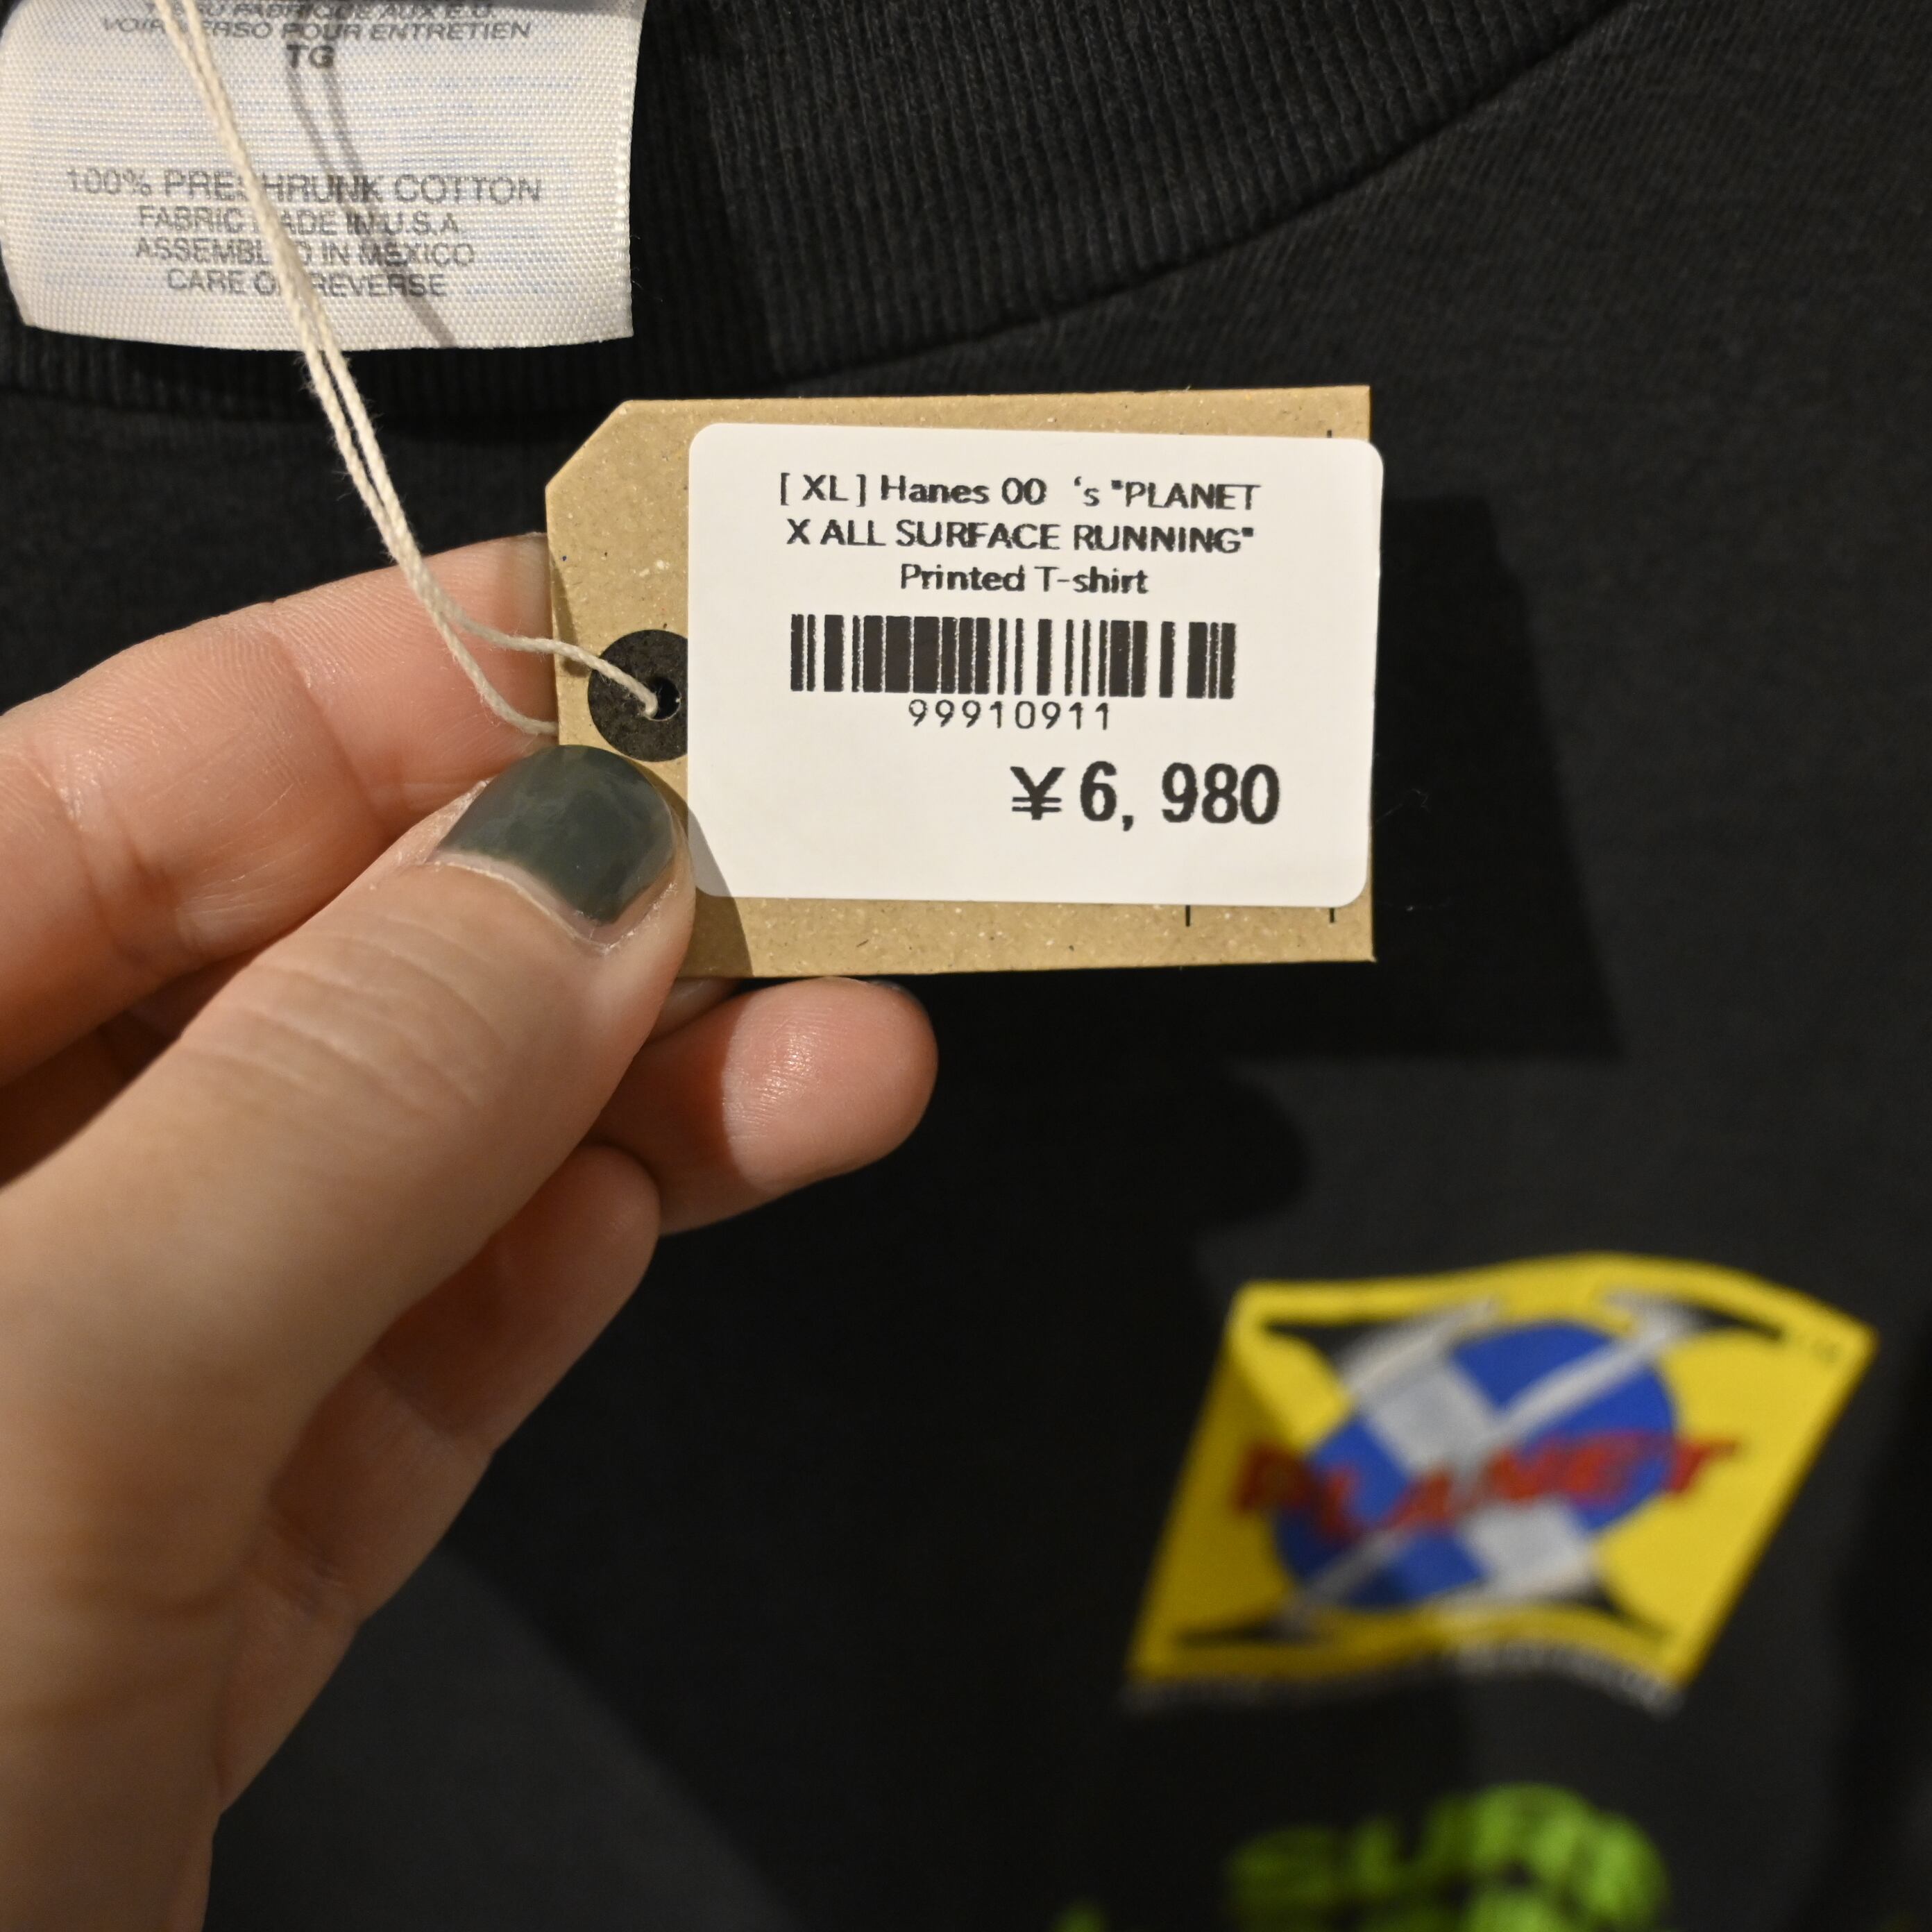 VOIR VERSO POUR ENTRETIEN
TG
100% PRESHRUNK COTTON
FABRIC MADE IN U.S.A.
ASSEMBLED IN MEXICO
CARE ON REVERSE
[ XL ] Hanes 00 ‘s "PLANET
X ALL SURFACE RUNNING"
Printed T-shirt
99910911
¥6, 980
PLANET